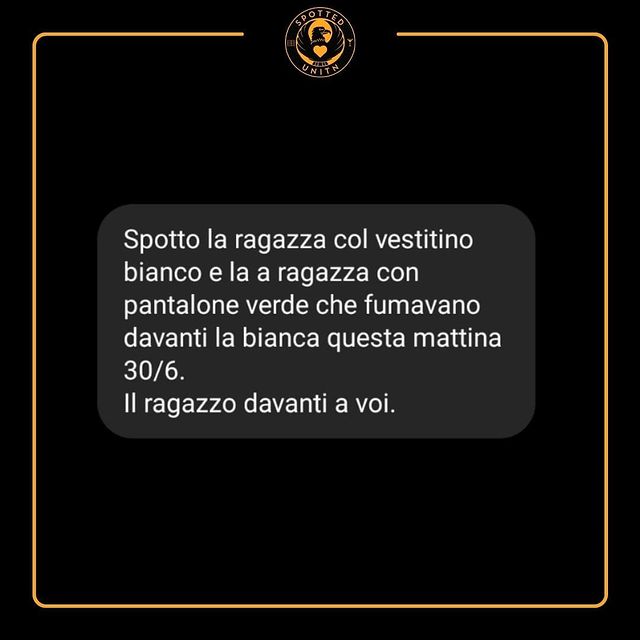 SPOTTED
UNITN
Spotto la ragazza col vestitino
bianco e la a ragazza con
pantalone verde che fumavano
davanti la bianca questa mattina
30/6.
Il ragazzo davanti a voi.